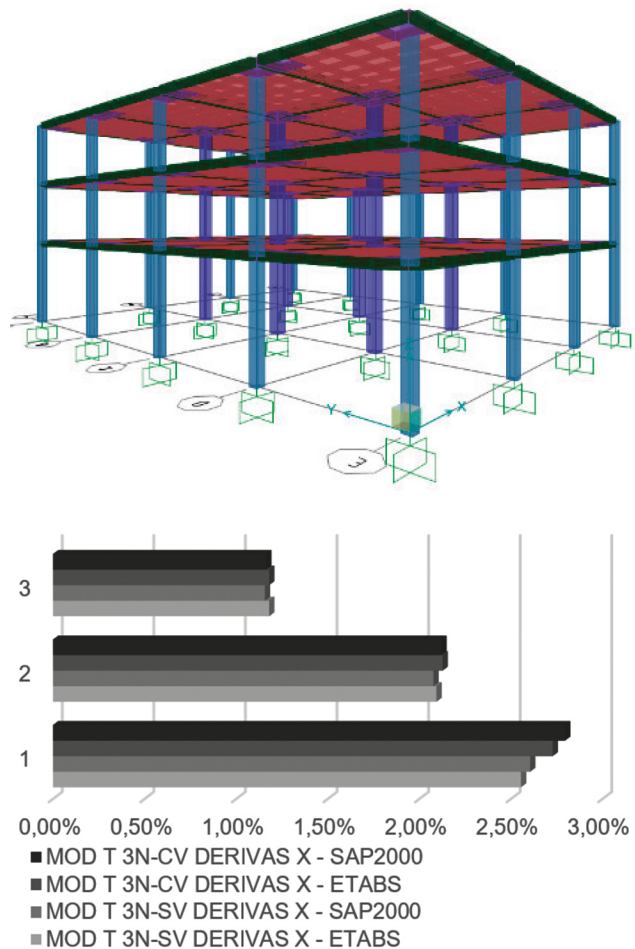 Y
X
3
3
2
1
0,00% 0,50% 1,00% 1,50% 2,00% 2,50% 3,00%
MOD T 3N-CV DERIVAS X - SAP2000
MOD T 3N-CV DERIVAS X - ETABS
MOD T 3N-SV DERIVAS X - SAP2000
MOD T 3N-SV DERIVAS X - ETABS